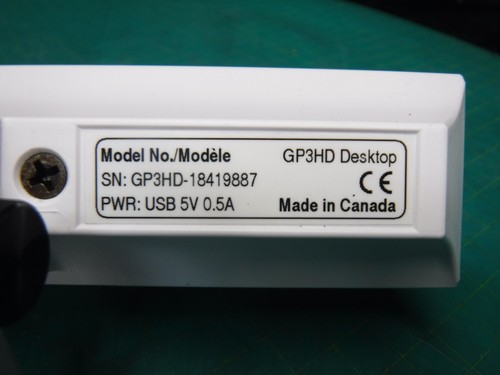 Model No./Modèle GP3HD Desktop
SN: GP3HD-18419887 CE
PWR: USB 5V 0.5A Made in Canada